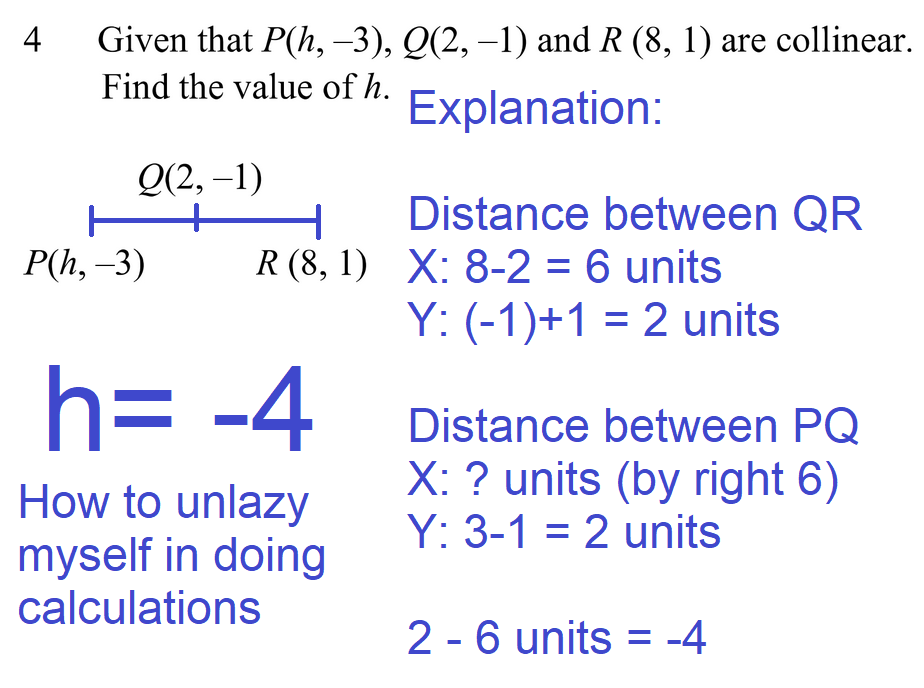 4 Given that P(h, –3), Q(2, –1) and R (8, 1) are collinear.
Find the value of h.
Explanation:
Q(2, –1)
P(h, –3) R (8, 1)
Distance between QR
X: 8-2 = 6 units
Y: (-1)+1 = 2 units
h= -4
How to unlazy
myself in doing
calculations
Distance between PQ
X: ? units (by right 6)
Y: 3-1 = 2 units
2 - 6 units = -4